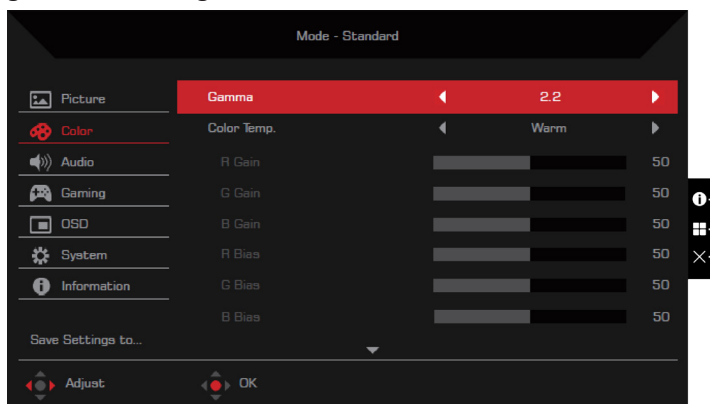 Mode - Standard
Picture
Gamma 2.2
Color
Color Temp. Warm
Audio
R Gain 50
Gaming
G Gain 50
OSD
B Gain 50
System
R Bias 50
Information
G Bias 50
B Bias 50
Save Settings to...
Adjust OK